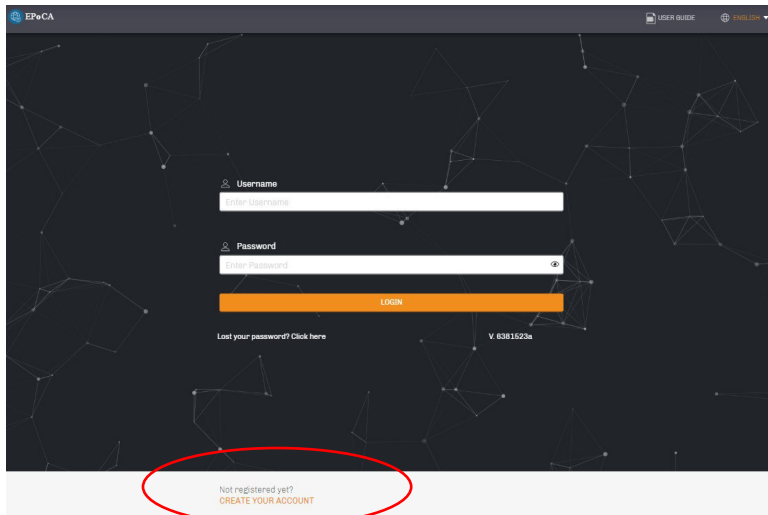 EPoCA
USER GUIDE
ENGLISH
Username
Enter Username
Password
Enter Password
LOGIN
Lost your password? Click here
V. 6381523a
Not registered yet?
CREATE YOUR ACCOUNT